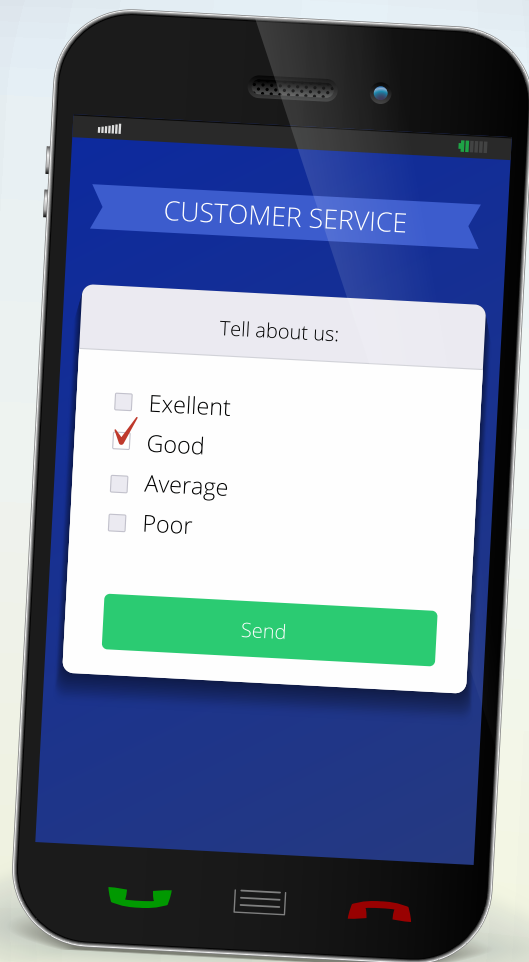 CUSTOMER SERVICE
Tell about us:
Exellent
Good
Average
Poor
Send